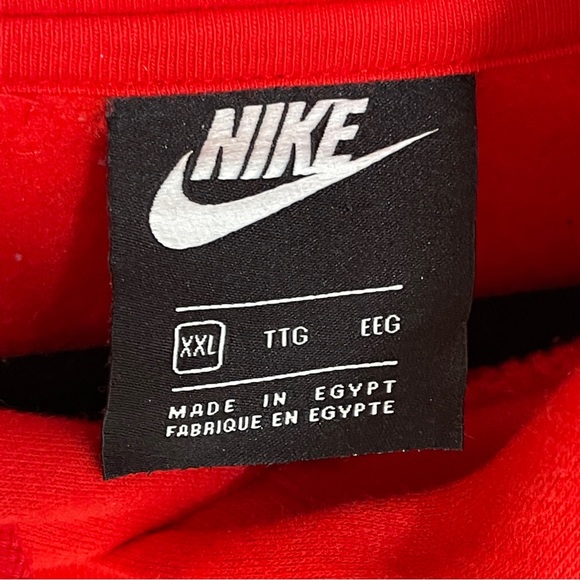 NIKE
XXL TTG EEG
MADE IN EGYPT
FABRIQUE EN EGYPTE